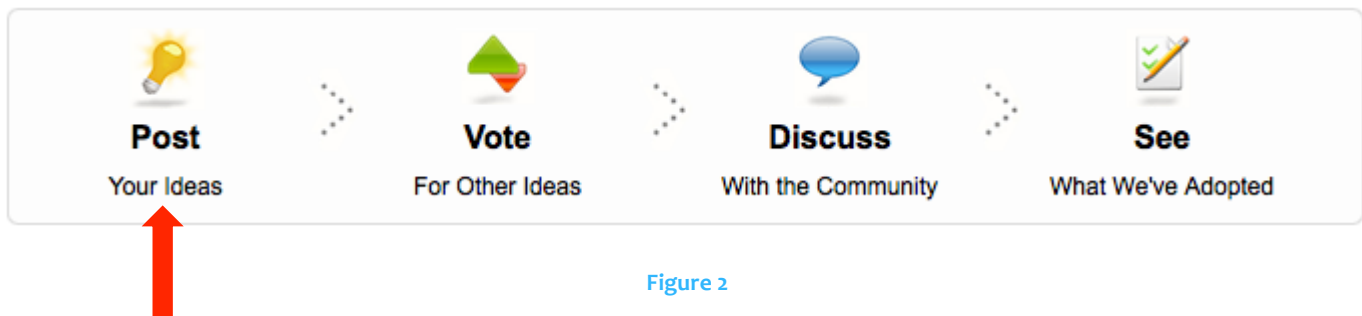 Post Vote Discuss See
Your Ideas For Other Ideas With the Community What We've Adopted
Figure 2